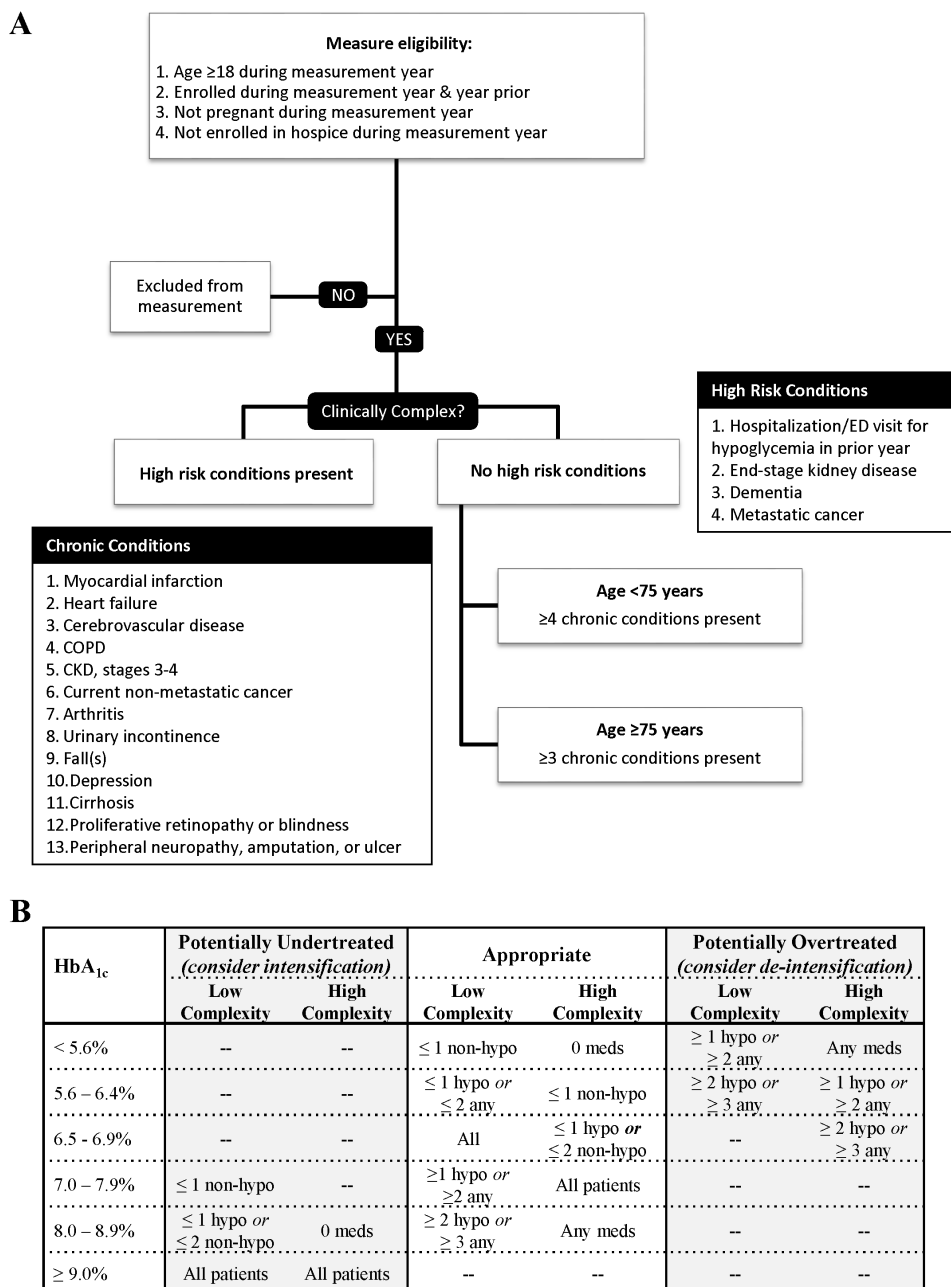 A
Measure eligibility:
1. Age ≥18 during measurement year
2. Enrolled during measurement year & year prior
3. Not pregnant during measurement year
4. Not enrolled in hospice during measurement year
Excluded from
measurement
NO
YES
Clinically Complex?
High risk conditions present
No high risk conditions
High Risk Conditions
1. Hospitalization/ED visit for
hypoglycemia in prior year
2. End-stage kidney disease
3. Dementia
4. Metastatic cancer
Chronic Conditions
1. Myocardial infarction
2. Heart failure
3. Cerebrovascular disease
4. COPD
5. CKD, stages 3-4
6. Current non-metastatic cancer
7. Arthritis
8. Urinary incontinence
9. Fall(s)
10.Depression
11.Cirrhosis
12.Proliferative retinopathy or blindness
13.Peripheral neuropathy, amputation, or ulcer
Age <75 years
≥4 chronic conditions present
Age ≥75 years
≥3 chronic conditions present
B
HbA1c
Potentially Undertreated
(consider intensification)
Appropriate
Potentially Overtreated
(consider de-intensification)
Low Complexity
High Complexity
Low Complexity
High Complexity
Low Complexity
High Complexity
< 5.6% -- -- ≤ 1 non-hypo 0 meds ≥ 1 hypo or ≥ 2 any Any meds
5.6 – 6.4% -- -- ≤ 1 hypo or ≤ 2 any ≤ 1 non-hypo ≥ 2 hypo or ≥ 3 any ≥ 1 hypo or ≥ 2 any
6.5 - 6.9% -- -- All ≤ 1 hypo or ≤ 2 non-hypo -- ≥ 2 hypo or ≥ 3 any
7.0 – 7.9% ≤ 1 non-hypo -- ≥1 hypo or ≥2 any All patients -- --
8.0 – 8.9% ≤ 1 hypo or ≤ 2 non-hypo 0 meds ≥ 2 hypo or ≥ 3 any Any meds -- --
≥ 9.0% All patients All patients -- -- -- --